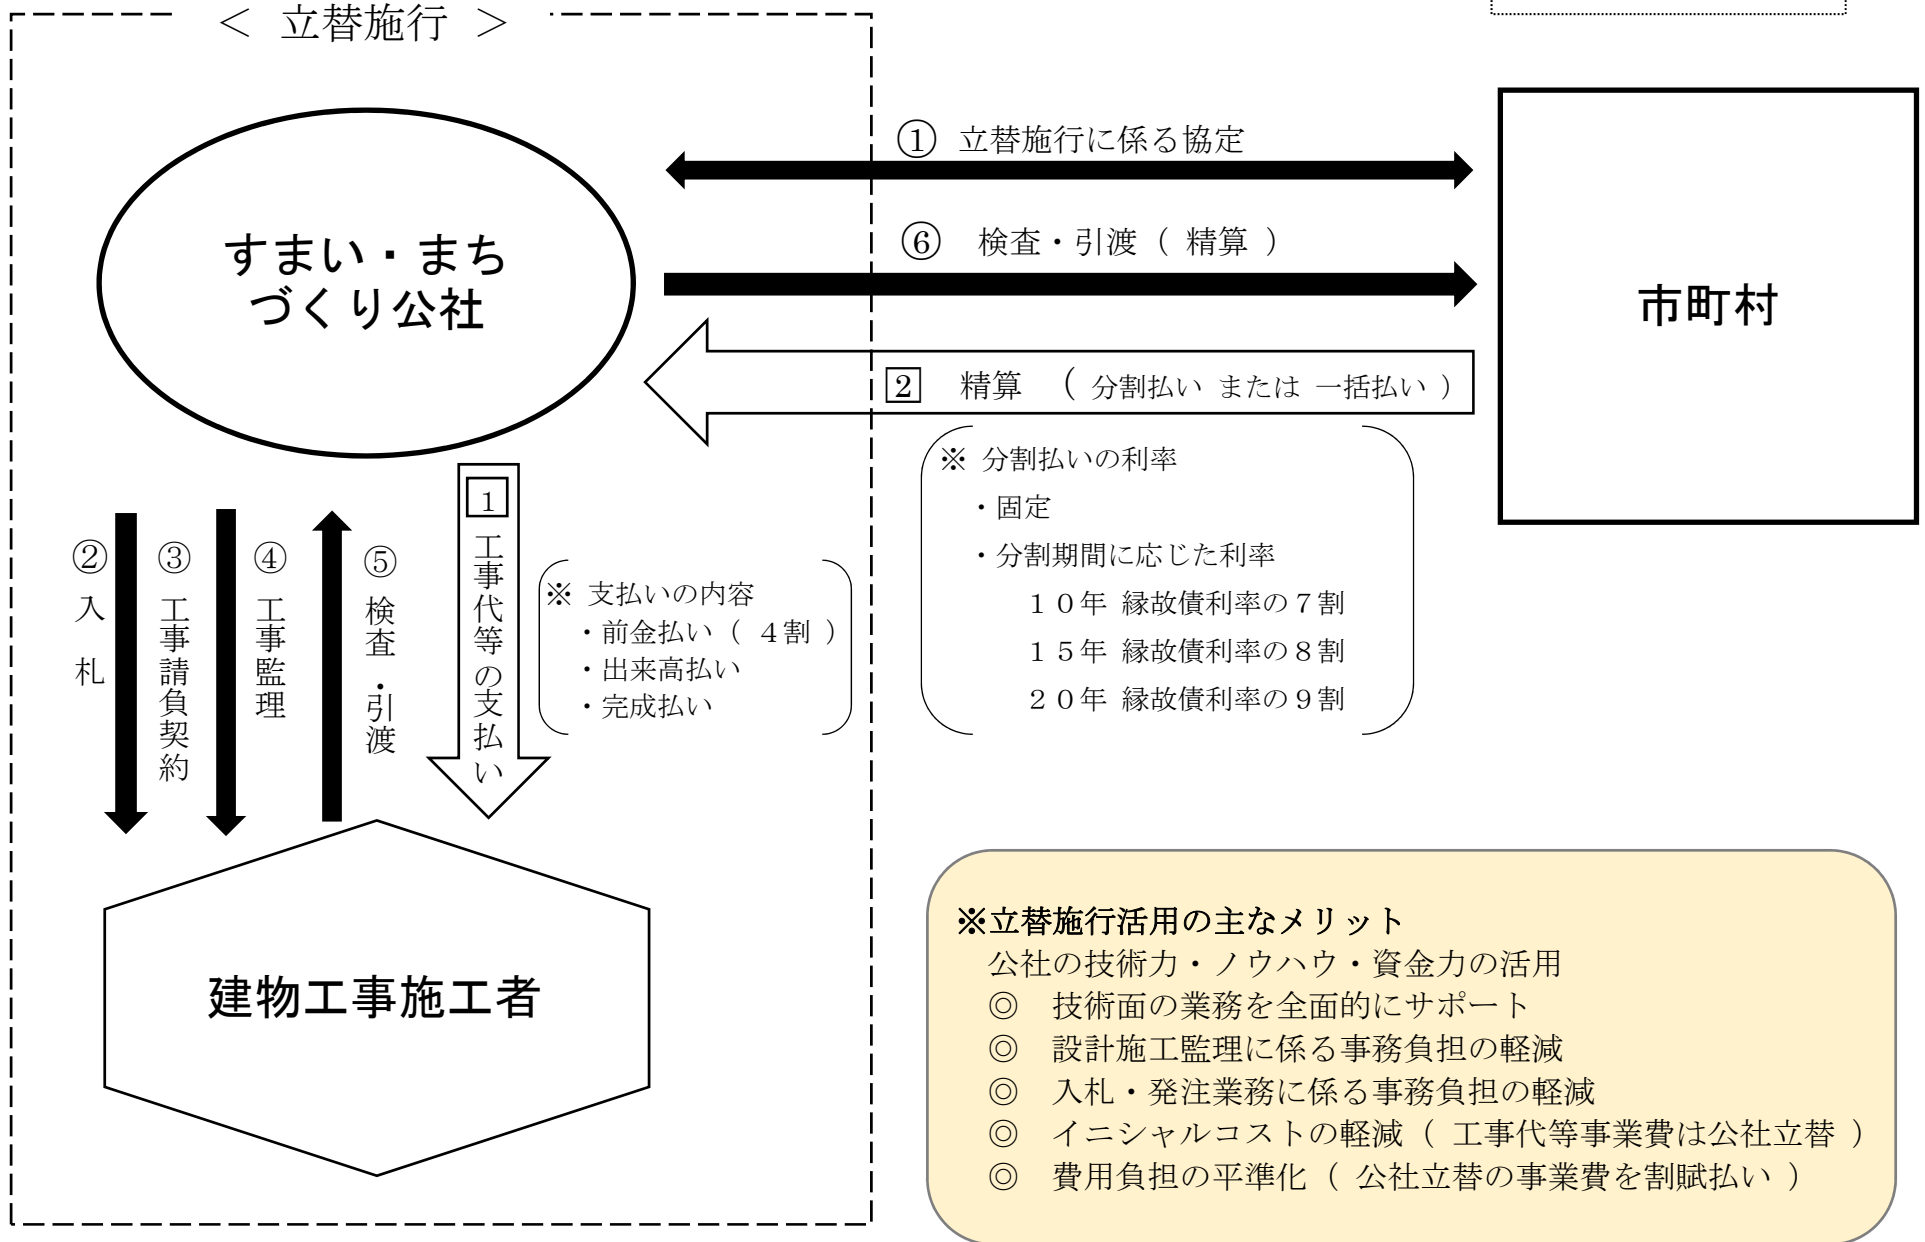 ＜ 立替施行 ＞
① 立替施行に係る協定
⑥ 検査・引渡（ 精算 ）
すまい・まち
づくり公社
市町村
2 精算 （ 分割払い または 一括払い ）
※ 分割払いの利率
・固定
・分割期間に応じた利率
１０年 縁故債利率の７割
１５年 縁故債利率の８割
２０年 縁故債利率の９割
② 入 札
③ 工事請負契約
④ 工事監理
⑤ 検査・引渡
1 工事代等の支払い
※ 支払いの内容
・前金払い（ ４割 ）
・出来高払い
・完成払い
建物工事施工者
※立替施行活用の主なメリット
公社の技術力・ノウハウ・資金力の活用
◎ 技術面の業務を全面的にサポート
◎ 設計施工監理に係る事務負担の軽減
◎ 入札・発注業務に係る事務負担の軽減
◎ イニシャルコストの軽減（ 工事代等事業費は公社立替 ）
◎ 費用負担の平準化（ 公社立替の事業費を割賦払い ）